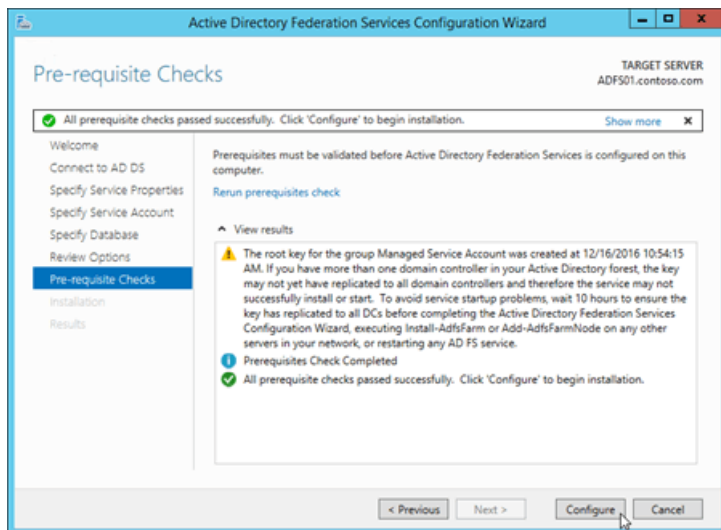 Active Directory Federation Services Configuration Wizard
Pre-requisite Checks
TARGET SERVER
ADFS01.contoso.com
All prerequisite checks passed successfully. Click 'Configure' to begin installation.
Show more
Welcome
Connect to AD DS
Specify Service Properties
Specify Service Account
Specify Database
Review Options
Pre-requisite Checks
Installation
Results
Prerequisites must be validated before Active Directory Federation Services is configured on this
computer.
Rerun prerequisites check
View results
The root key for the group Managed Service Account was created at 12/16/2016 10:54:15
AM. If you have more than one domain controller in your Active Directory forest, the key
may not yet have replicated to all domain controllers and therefore the service may not
successfully install or start. To avoid service startup problems, wait 10 hours to ensure the
key has replicated to all DCs before completing the Active Directory Federation Services
Configuration Wizard, executing Install-AdfsFarm or Add-AdfsFarmNode on any other
servers in your network, or restarting any AD FS service.
Prerequisites Check Completed
All prerequisite checks passed successfully. Click 'Configure' to begin installation.
< Previous
Next >
Configure
Cancel